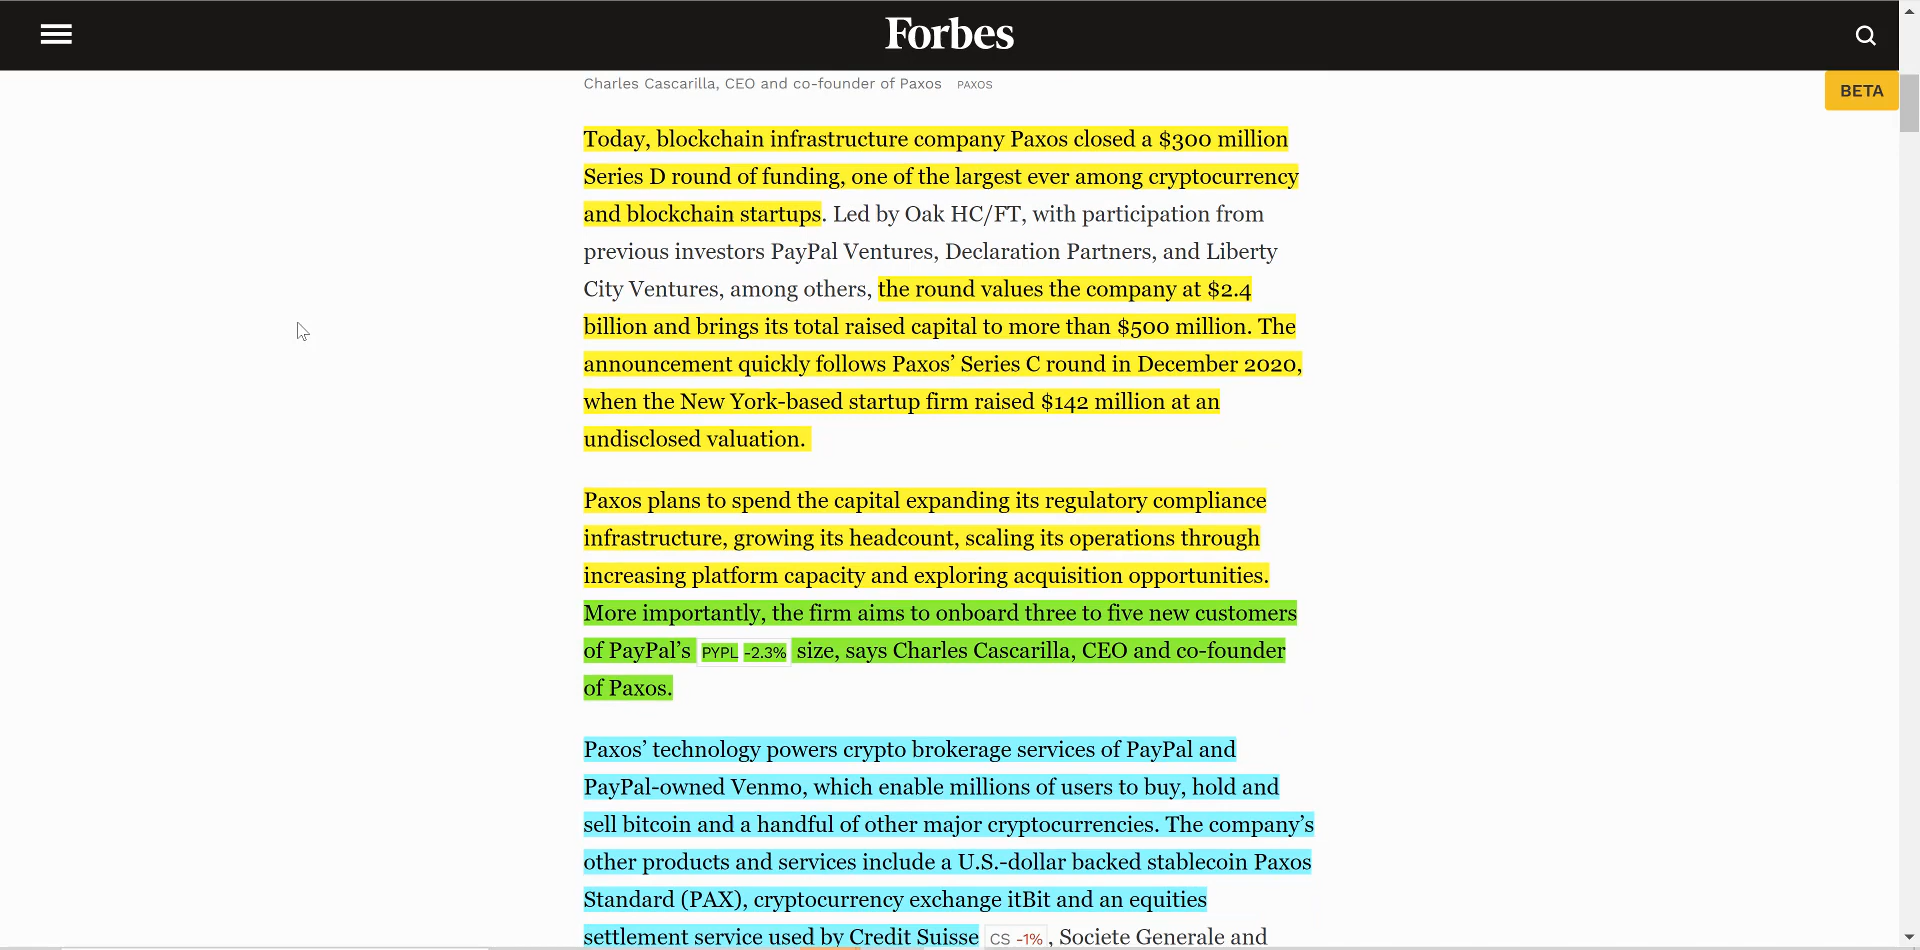 Forbes
Charles Cascarilla, CEO and co-founder of Paxos PAXOS
BETA
Today, blockchain infrastructure company Paxos closed a $300 million
Series D round of funding, one of the largest ever among cryptocurrency
and blockchain startups. Led by Oak HC/FT, with participation from
previous investors PayPal Ventures, Declaration Partners, and Liberty
City Ventures, among others, the round values the company at $2.4
billion and brings its total raised capital to more than $500 million. The
announcement quickly follows Paxos’ Series C round in December 2020,
when the New York-based startup firm raised $142 million at an
undisclosed valuation.
Paxos plans to spend the capital expanding its regulatory compliance
infrastructure, growing its headcount, scaling its operations through
increasing platform capacity and exploring acquisition opportunities.
More importantly, the firm aims to onboard three to five new customers
of PayPal’s PYPL -2.3% size, says Charles Cascarilla, CEO and co-founder
of Paxos.
Paxos’ technology powers crypto brokerage services of PayPal and
PayPal-owned Venmo, which enable millions of users to buy, hold and
sell bitcoin and a handful of other major cryptocurrencies. The company’s
other products and services include a U.S.-dollar backed stablecoin Paxos
Standard (PAX), cryptocurrency exchange itBit and an equities
settlement service used by Credit Suisse CS -1% , Societe Generale and